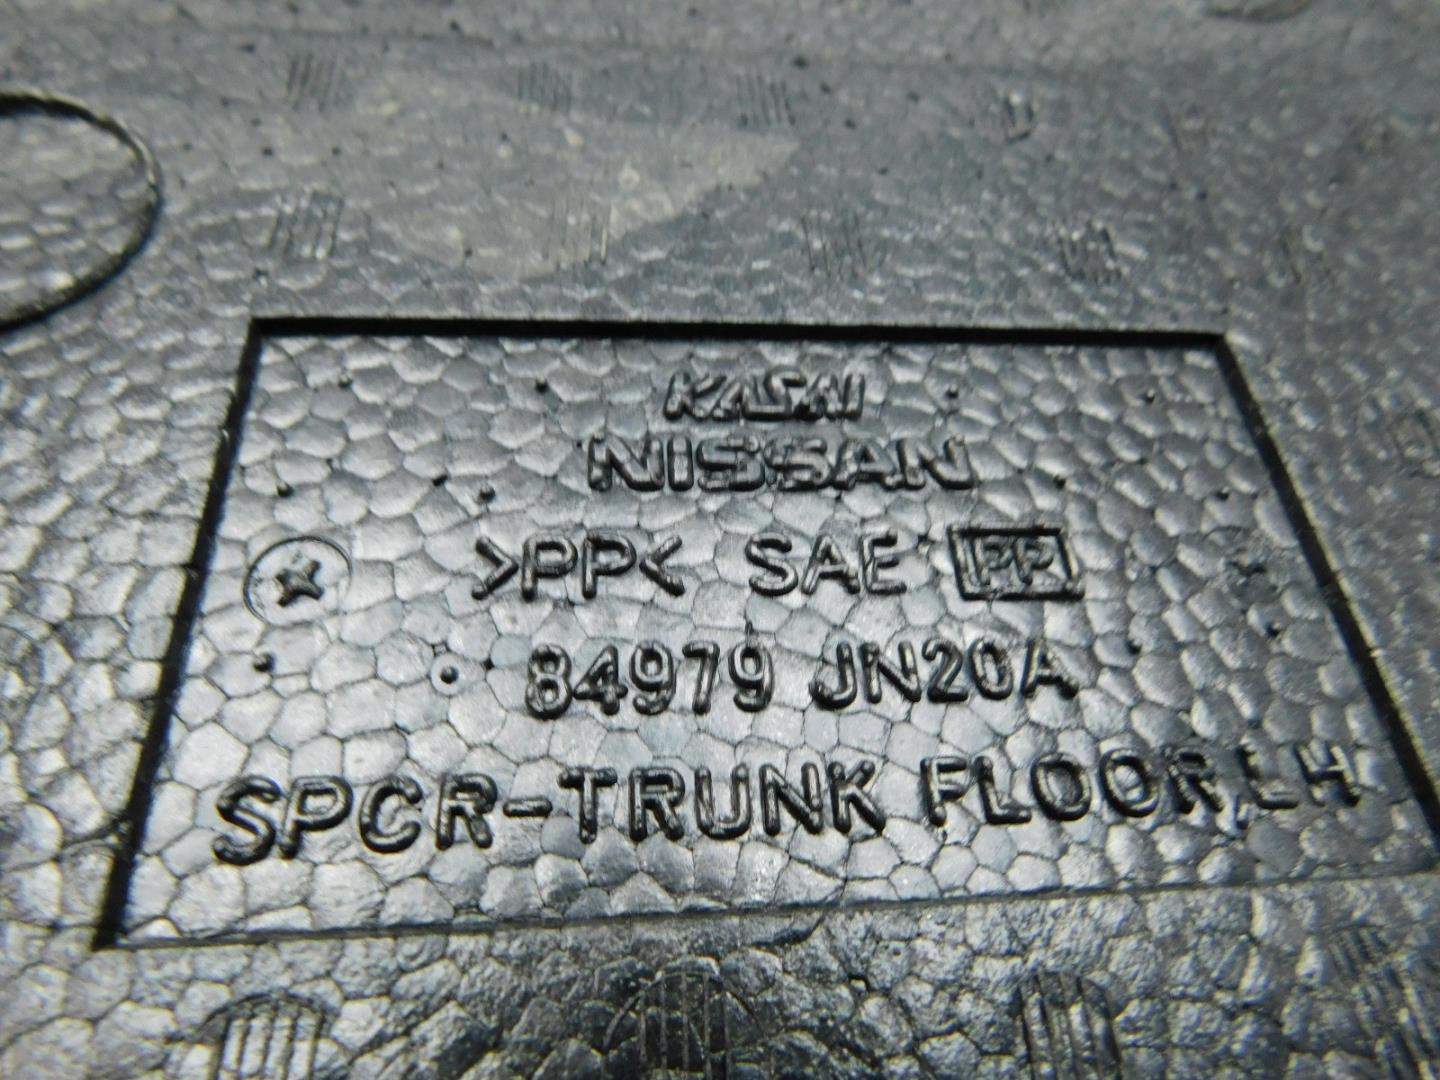 KASAI
NISSAN
>PP< SAE PP
84979 JN20A
SPCR-TRUNK FLOOR,LH